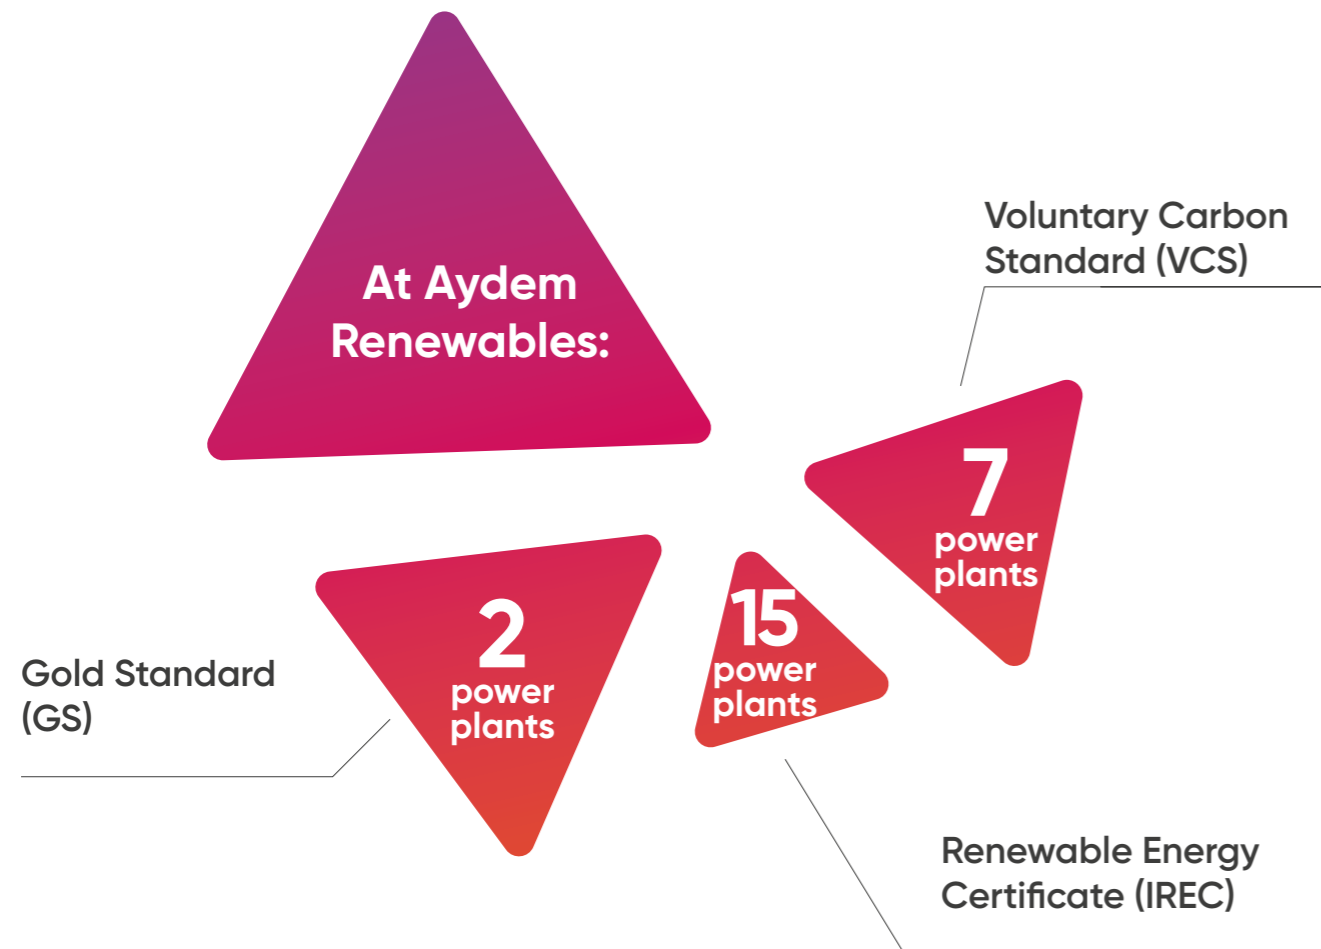 At Aydem
Renewables:
Voluntary Carbon
Standard (VCS)
7
power
plants
2
power
plants
Gold Standard
(GS)
15
power
plants
Renewable Energy
Certificate (IREC)